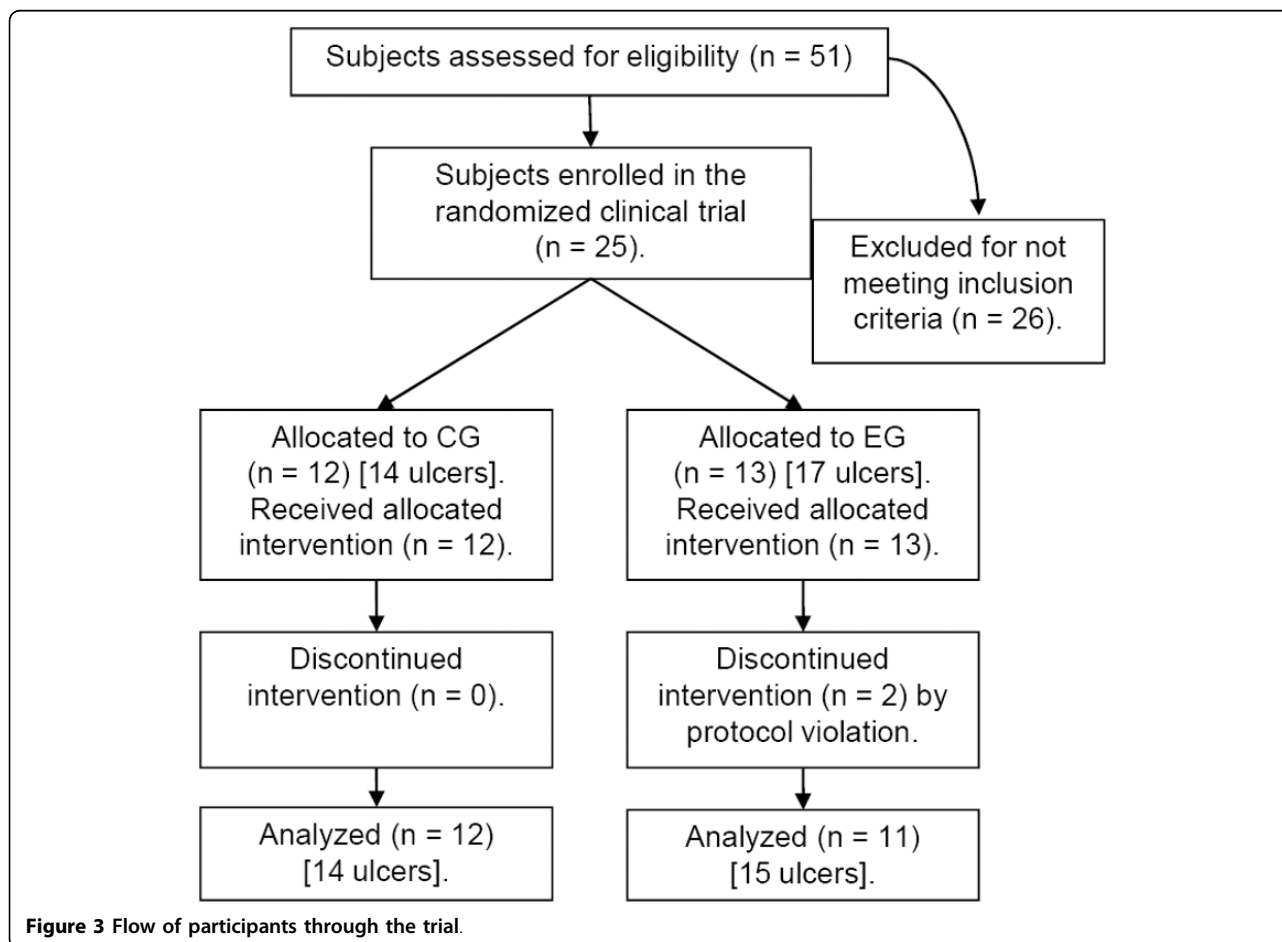 Subjects assessed for eligibility (n = 51)
Subjects enrolled in the
randomized clinical trial
(n = 25).
Excluded for not
meeting inclusion
criteria (n = 26).
Allocated to CG
(n = 12) [14 ulcers].
Received allocated
intervention (n = 12).
Allocated to EG
(n = 13) [17 ulcers].
Received allocated
intervention (n = 13).
Discontinued
intervention (n = 0).
Discontinued
intervention (n = 2) by
protocol violation.
Analyzed (n = 12)
[14 ulcers].
Analyzed (n = 11)
[15 ulcers].
Figure 3 Flow of participants through the trial.